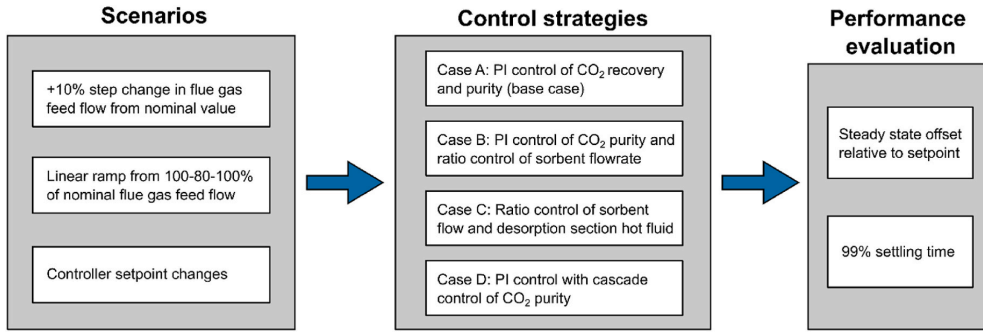 Scenarios
+10% step change in flue gas
feed flow from nominal value
Linear ramp from 100-80-100%
of nominal flue gas feed flow
Controller setpoint changes
Control strategies
Case A: PI control of CO₂ recovery
and purity (base case)
Case B: PI control of CO₂ purity and
ratio control of sorbent flowrate
Case C: Ratio control of sorbent
flow and desorption section hot fluid
Case D: PI control with cascade
control of CO₂ purity
Performance
evaluation
Steady state offset
relative to setpoint
99% settling time